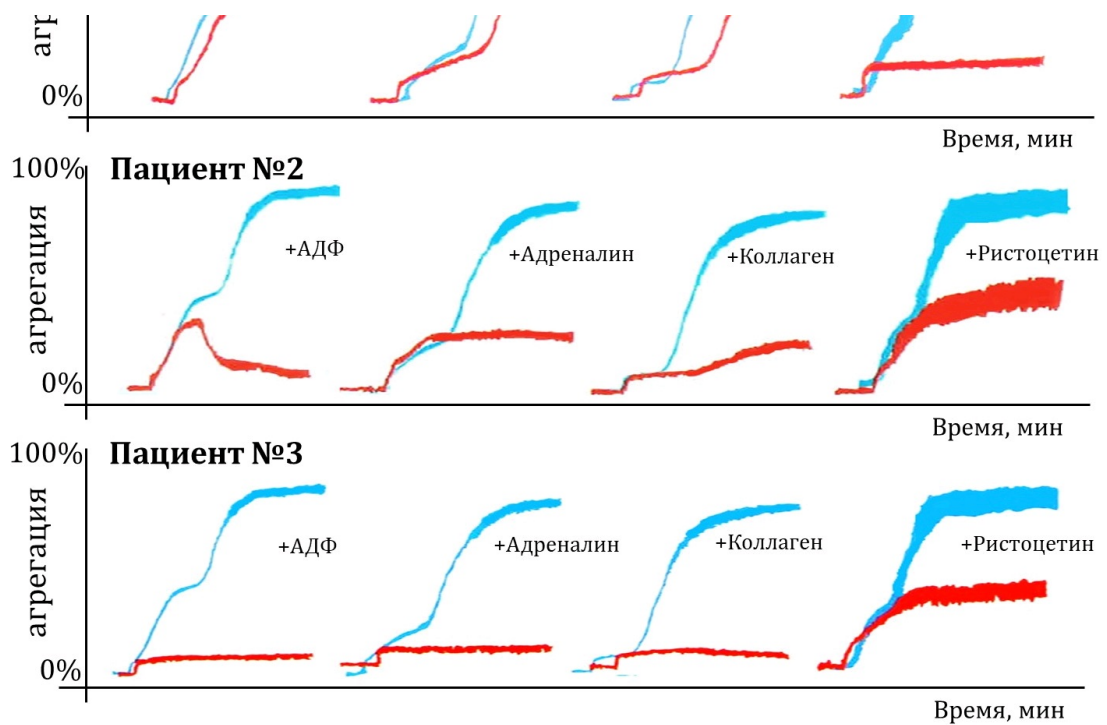 агр
0%
Время, мин
100%
Пациент №2
агрегация
+АДФ
+Адреналин
+Коллаген
+Ристоцетин
0%
Время, мин
100%
Пациент №3
агрегация
+АДФ
+Адреналин
+Коллаген
+Ристоцетин
0%
Время, мин